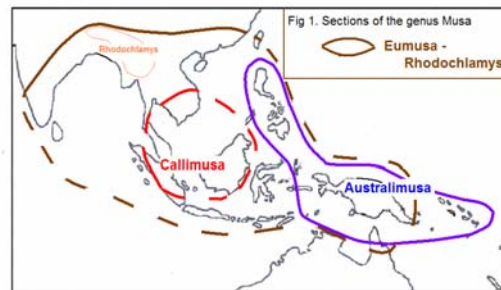 Fig 1. Sections of the genus Musa
Eumusa -
Rhodochlamys
Rhodochlamys
Callimusa
Australimusa